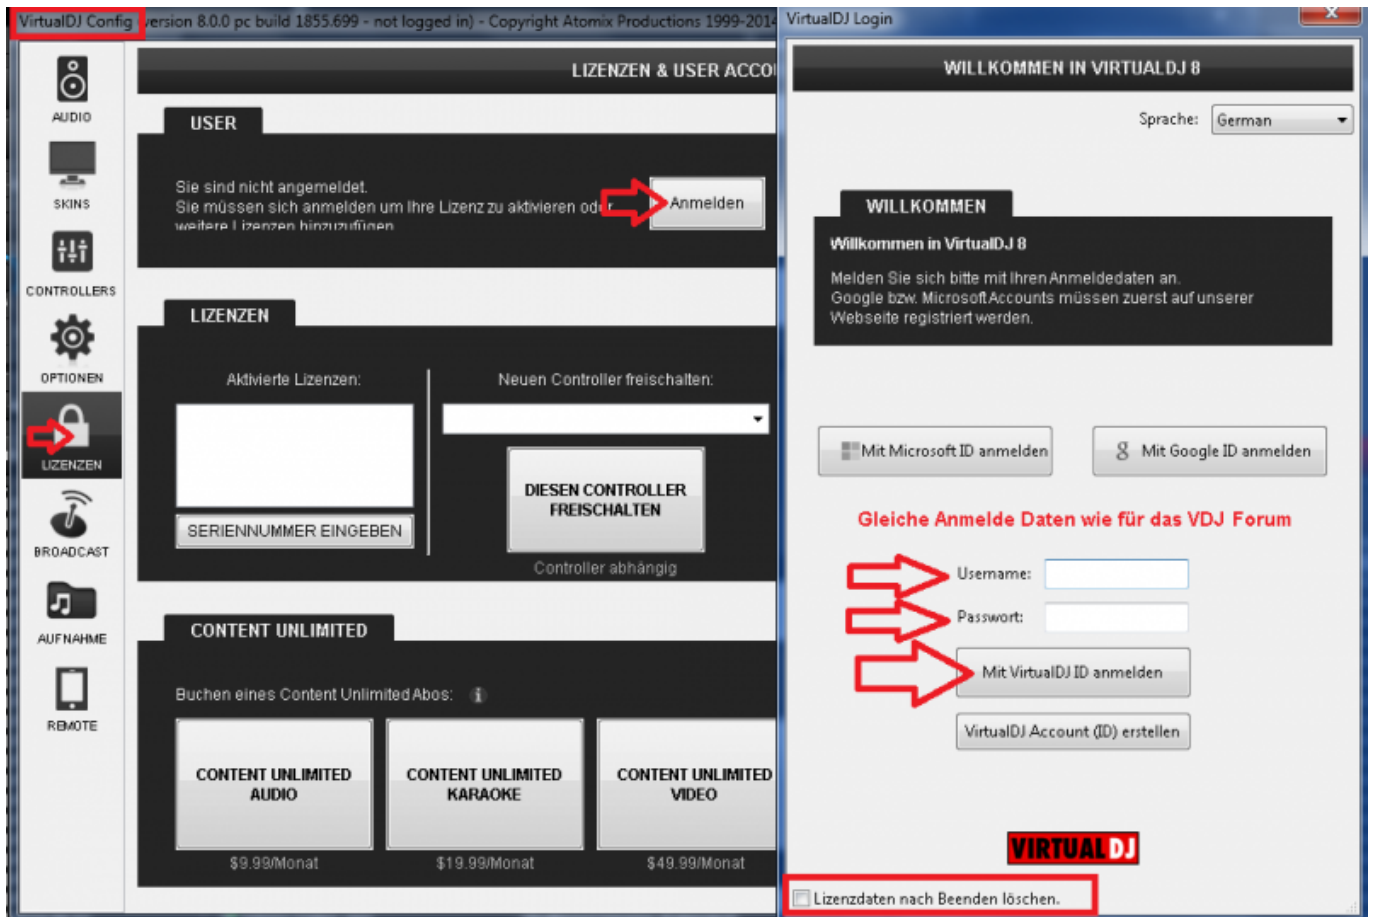 VirtualDJ Config (version 8.0.0 pc build 1855.699 - not logged in) - Copyright Atomix Productions 1999-2014
AUDIO
SKINS
CONTROLLERS
OPTIONEN
LIZENZEN
BROADCAST
AUFNAHME
REMOTE
LIZENZEN & USER ACCO
USER
Sie sind nicht angemeldet.
Sie müssen sich anmelden um Ihre Lizenz zu aktivieren oder
weitere Lizenzen hinzuzufügen
Anmelden
LIZENZEN
Aktivierte Lizenzen:
SERIENNUMMER EINGEBEN
Neuen Controller freischalten:
DIESEN CONTROLLER
FREISCHALTEN
Controller abhängig
CONTENT UNLIMITED
Buchen eines Content Unlimited Abos: i
CONTENT UNLIMITED
AUDIO
$9.99/Monat
CONTENT UNLIMITED
KARAOKE
$19.99/Monat
CONTENT UNLIMITED
VIDEO
$49.99/Monat
VirtualDJ Login
WILLKOMMEN IN VIRTUALDJ 8
Sprache: German
WILLKOMMEN
Willkommen in VirtualDJ 8
Melden Sie sich bitte mit Ihren Anmeldedaten an.
Google bzw. Microsoft Accounts müssen zuerst auf unserer
Webseite registriert werden.
Mit Microsoft ID anmelden
8 Mit Google ID anmelden
Gleiche Anmelde Daten wie für das VDJ Forum
Username:
Passwort:
Mit VirtualDJ ID anmelden
VirtualDJ Account (ID) erstellen
VIRTUAL DJ
Lizenzdaten nach Beenden löschen.